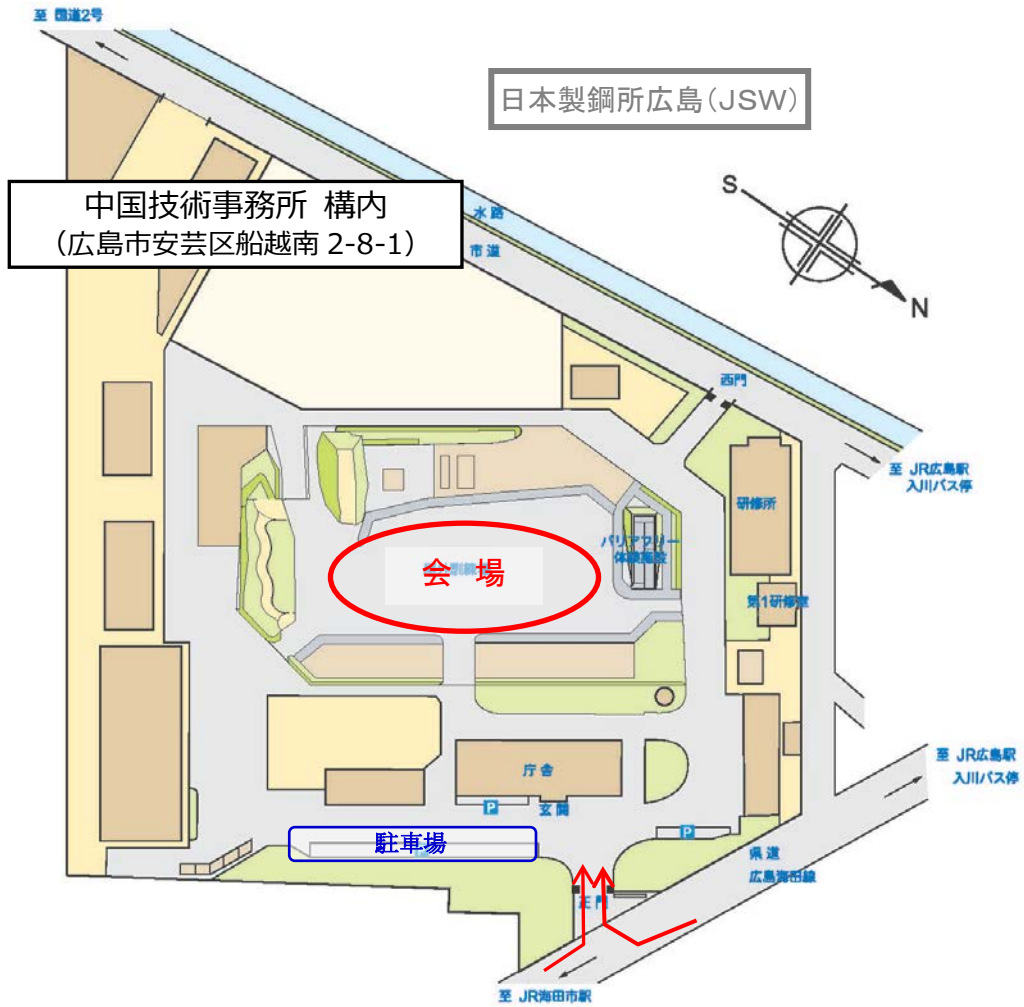 至 国道2号
日本製鋼所広島（JSW）
中国技術事務所 構内
（広島市安芸区船越南 2-8-1）
水路
市道
S
N
西門
至 JR広島駅
入川バス停
研修所
バリアフリー
体験施設
会 場
第1研修室
庁舎
P
玄関
至 JR広島駅
入川バス停
駐車場
P
県道
広島海田線
正門
至 JR海田市駅